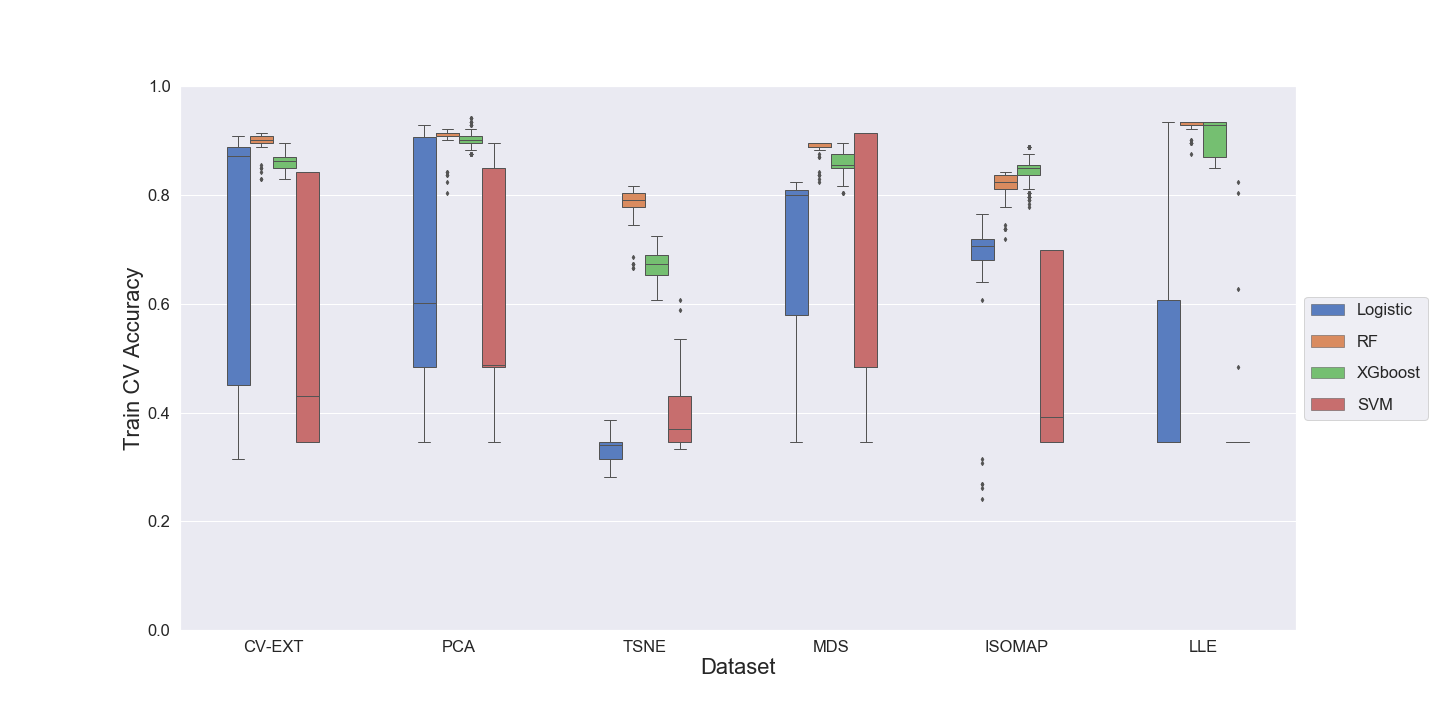 1.0
0.8
0.6
0.4
0.2
0.0
Train CV Accuracy
CV-EXT
PCA
TSNE
MDS
ISOMAP
LLE
Dataset
Logistic
RF
XGboost
SVM